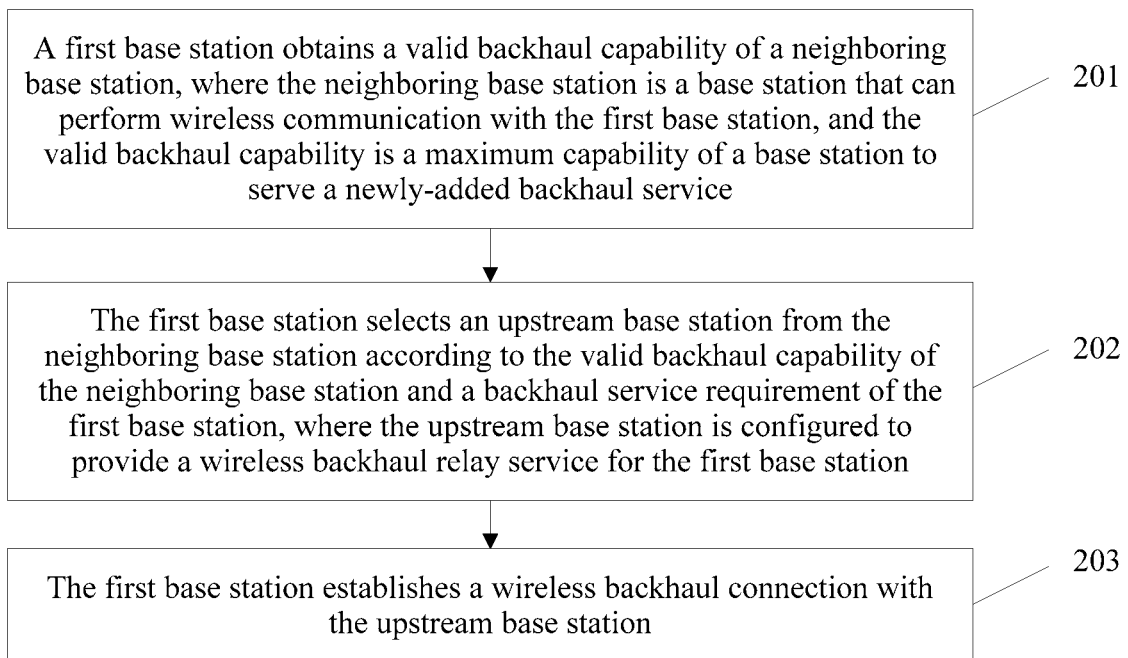 A first base station obtains a valid backhaul capability of a neighboring
base station, where the neighboring base station is a base station that can
perform wireless communication with the first base station, and the
valid backhaul capability is a maximum capability of a base station to
serve a newly-added backhaul service
201
The first base station selects an upstream base station from the
neighboring base station according to the valid backhaul capability of
the neighboring base station and a backhaul service requirement of the
first base station, where the upstream base station is configured to
provide a wireless backhaul relay service for the first base station
202
The first base station establishes a wireless backhaul connection with
the upstream base station
203